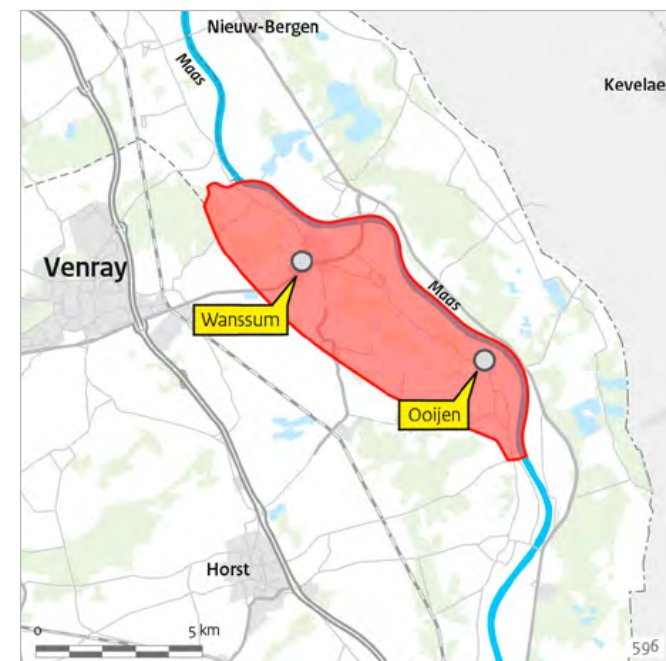 Nieuw-Bergen
Maas
Kevelae
Venray
Wanssum
Maas
Ooijen
Horst
0 5 km
596